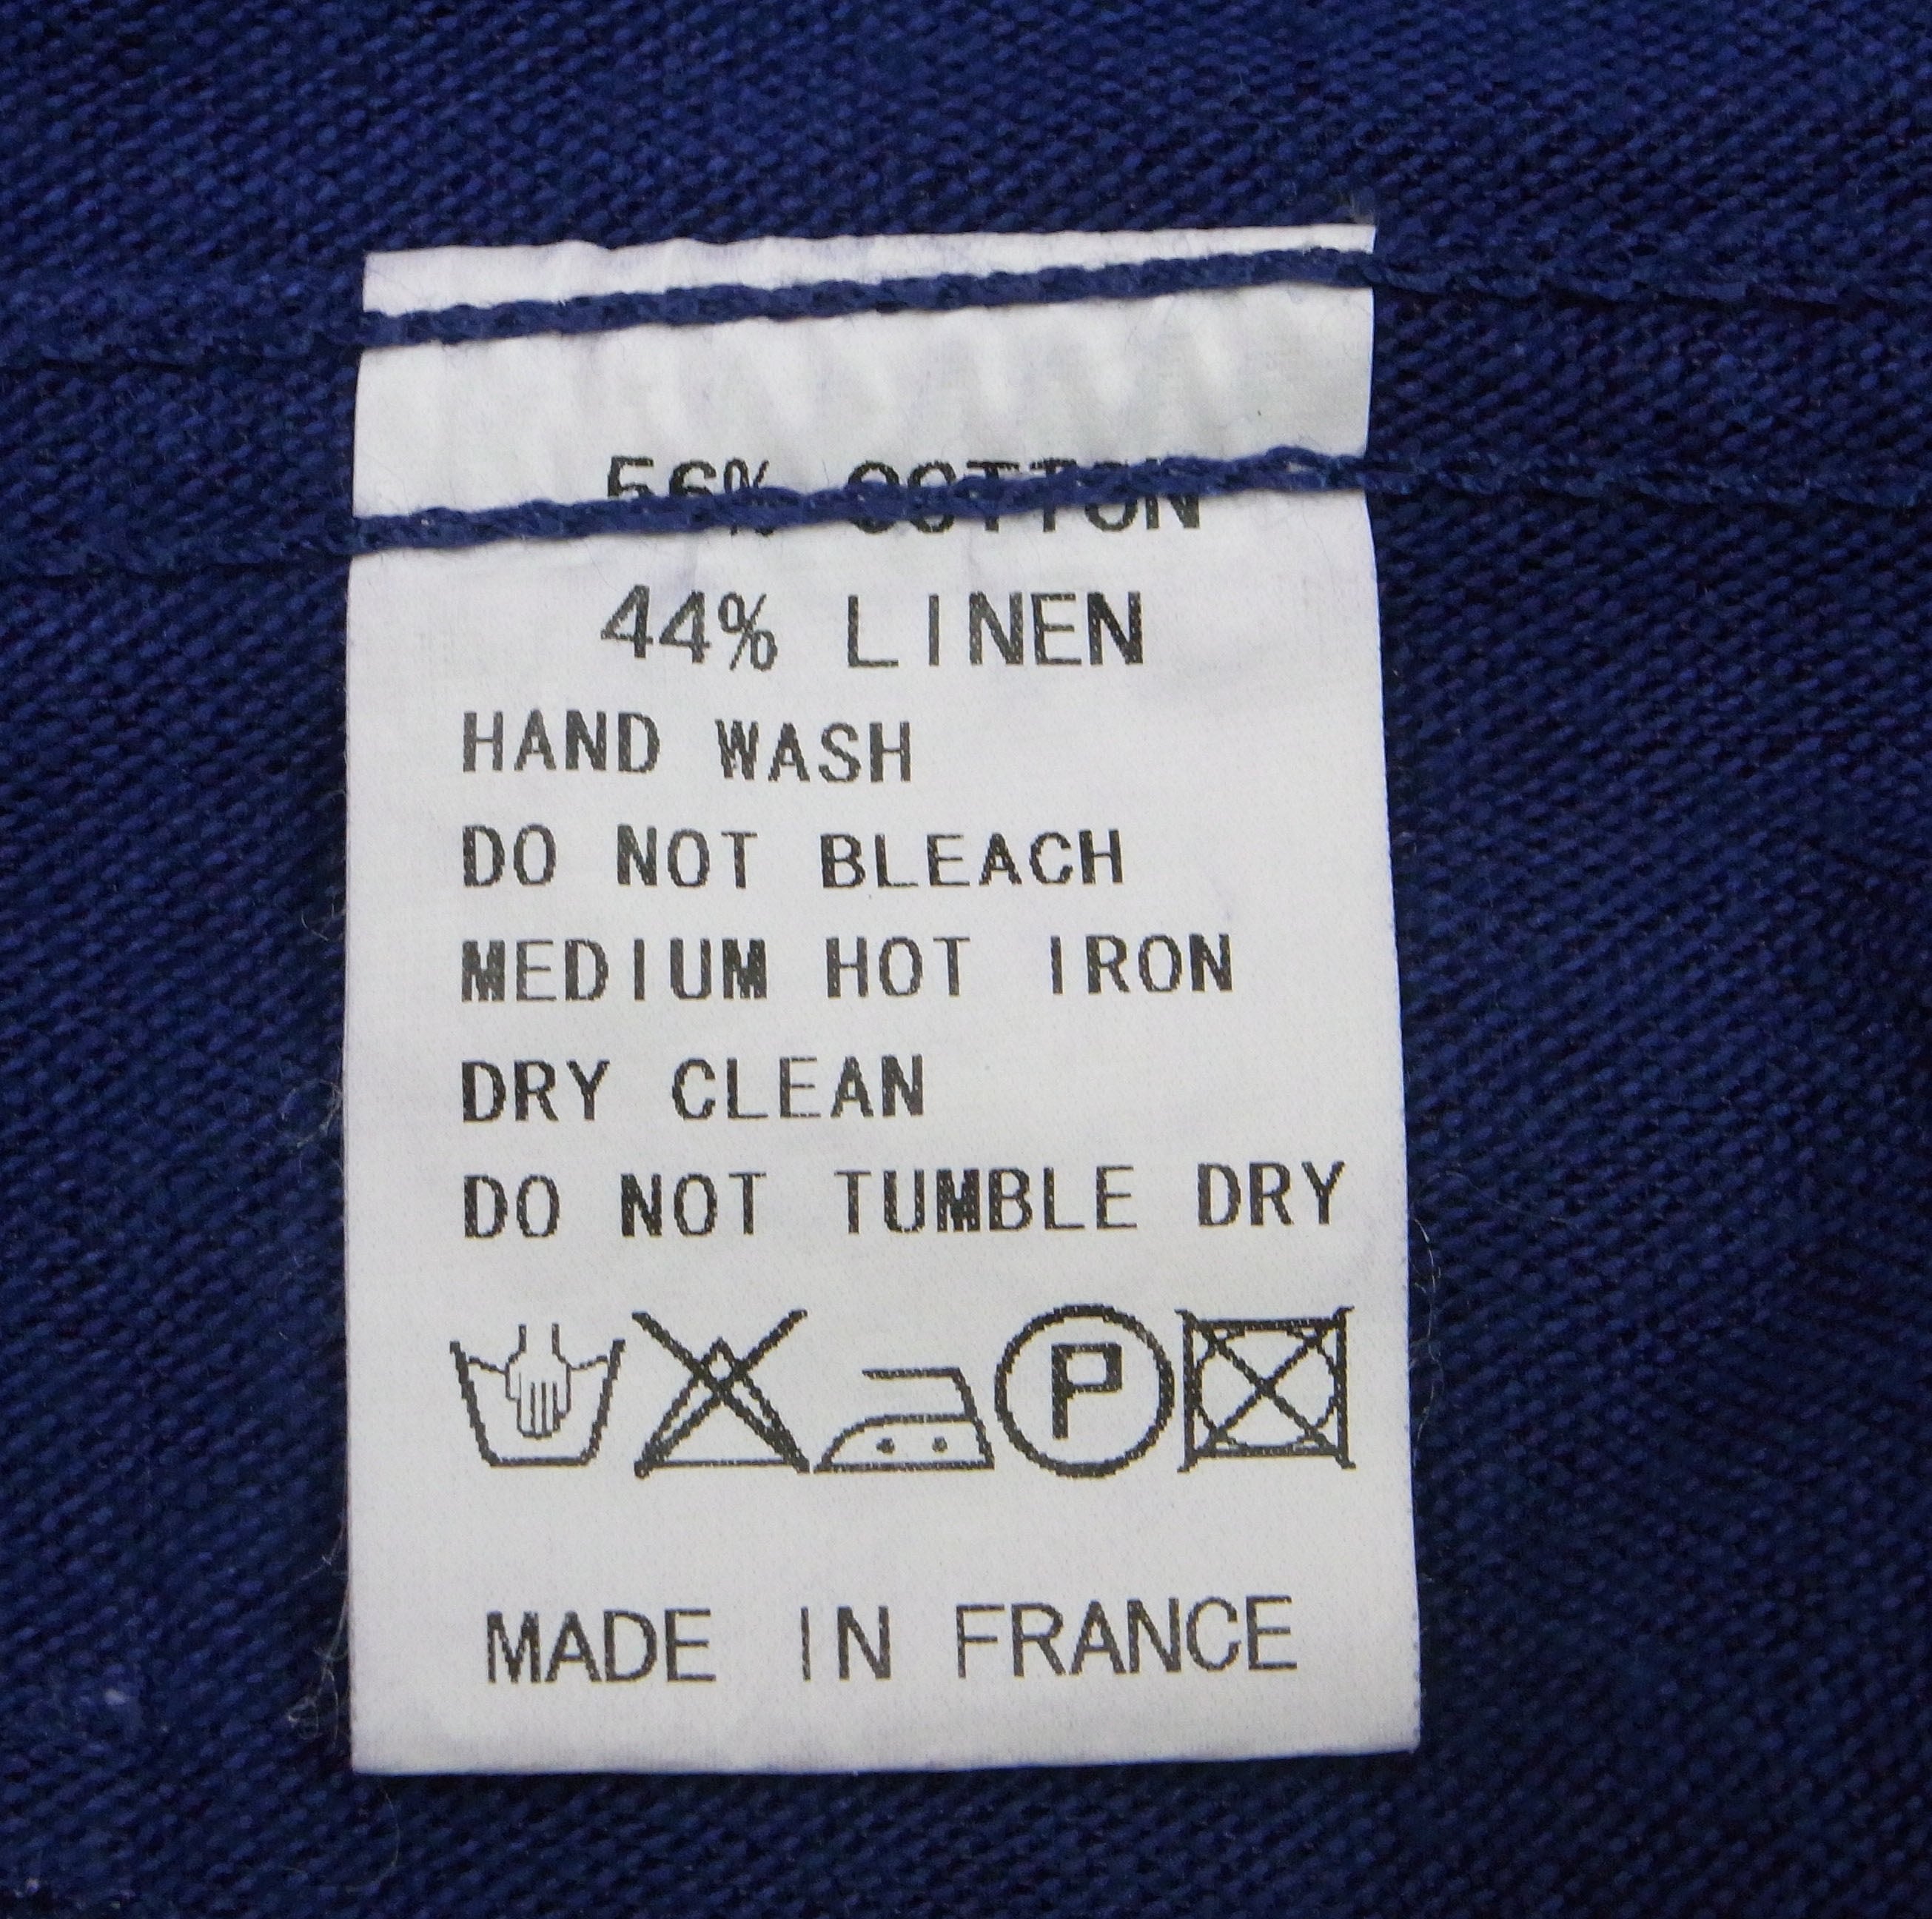 56% COTTON
44% LINEN
HAND WASH
DO NOT BLEACH
MEDIUM HOT IRON
DRY CLEAN
DO NOT TUMBLE DRY
P
MADE IN FRANCE